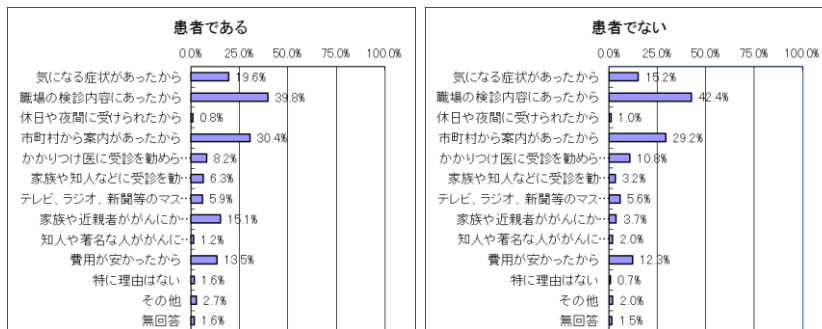 患者である
0.0% 25.0% 50.0% 75.0% 100.0%
気になる症状があったから 19.6%
職場の検診内容にあったから 39.8%
休日や夜間に受けられたから 0.8%
市町村から案内があったから 30.4%
かかりつけ医に受診を勧めら… 8.2%
家族や知人などに受診を勧… 6.3%
テレビ、ラジオ、新聞等のマス… 5.9%
家族や近親者ががんにか… 15.1%
知人や著名な人ががんに… 1.2%
費用が安かったから 13.5%
特に理由はない 1.6%
その他 2.7%
無回答 1.6%
患者でない
0.0% 25.0% 50.0% 75.0% 100.0%
気になる症状があったから 15.2%
職場の検診内容にあったから 42.4%
休日や夜間に受けられたから 1.0%
市町村から案内があったから 29.2%
かかりつけ医に受診を勧めら… 10.8%
家族や知人などに受診を勧… 3.2%
テレビ、ラジオ、新聞等のマス… 5.6%
家族や近親者ががんにか… 3.7%
知人や著名な人ががんに… 2.0%
費用が安かったから 12.3%
特に理由はない 0.7%
その他 2.0%
無回答 1.5%